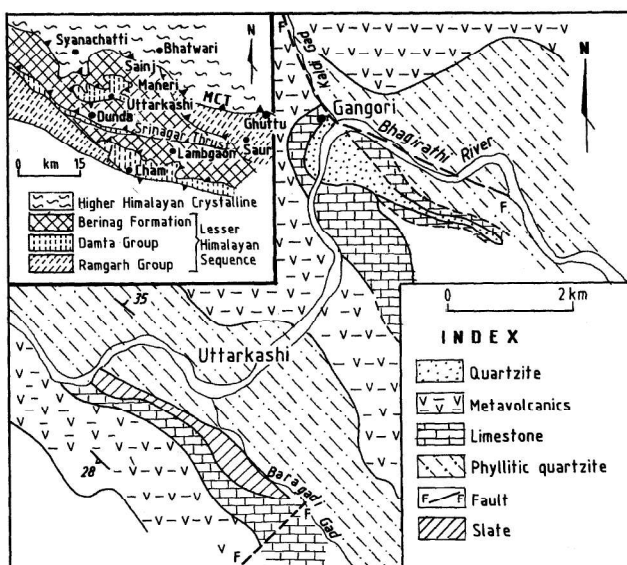 Syanachatti
Bhatwari
N
Sainj
Maneri
MCT
Uttarkashi
Dunda
Ghuttu
Srinagar Thrust
Saur
Lambgaon
0 km 15
Cham
Higher Himalayan Crystalline
Berinag Formation
Damta Group
Ramgarh Group
Lesser
Himalayan
Sequence
F
Kaldi Gad
N
Gangori
Bhagirathi River
F
35
Uttarkashi
28
Baragadi Gad
F
F
0 2 km
INDEX
Quartzite
Metavolcanics
Limestone
Phyllitic quartzite
F F Fault
Slate